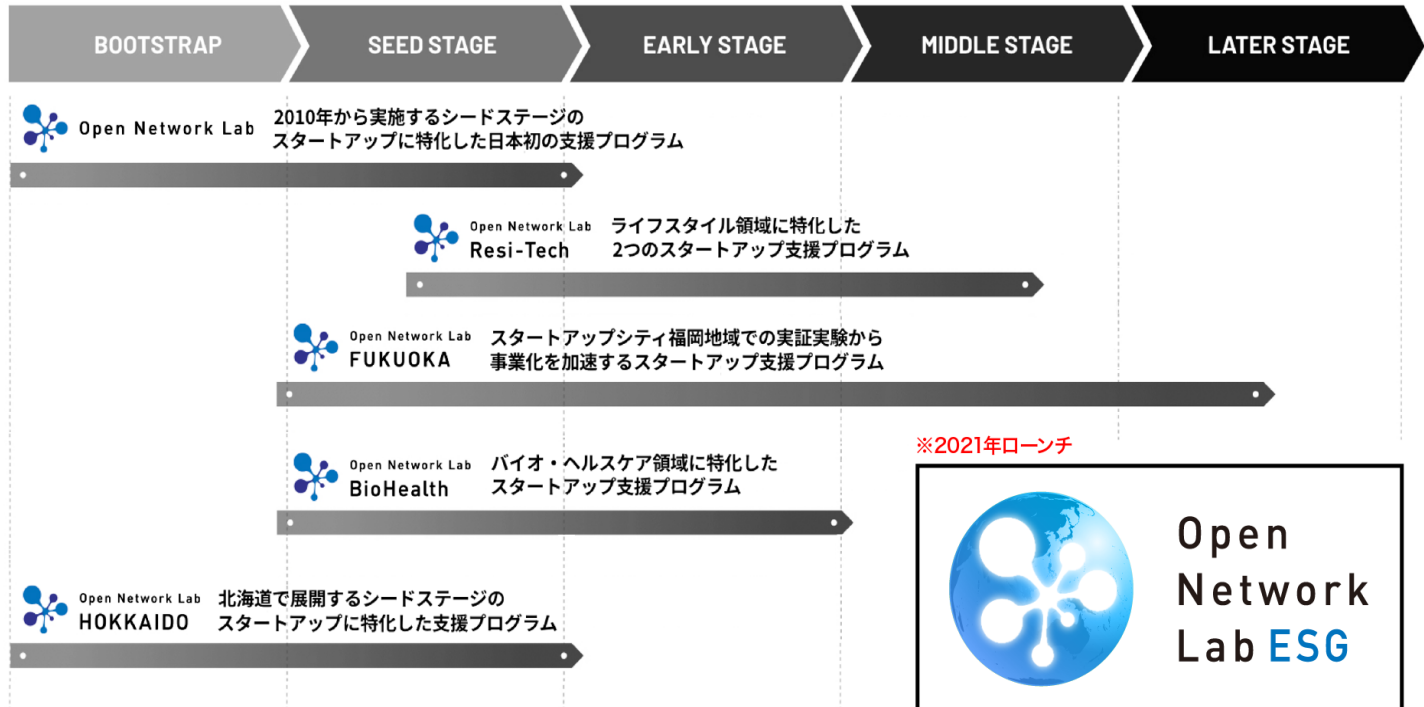 BOOTSTRAP
SEED STAGE
EARLY STAGE
MIDDLE STAGE
LATER STAGE
Open Network Lab
2010年から実施するシードステージの
スタートアップに特化した日本初の支援プログラム
Open Network Lab
Resi-Tech
ライフスタイル領域に特化した
2つのスタートアップ支援プログラム
Open Network Lab
FUKUOKA
スタートアップシティ福岡地域での実証実験から
事業化を加速するスタートアップ支援プログラム
Open Network Lab
BioHealth
バイオ・ヘルスケア領域に特化した
スタートアップ支援プログラム
Open Network Lab
HOKKAIDO
北海道で展開するシードステージの
スタートアップに特化した支援プログラム
※2021年ローンチ
Open
Network
Lab ESG